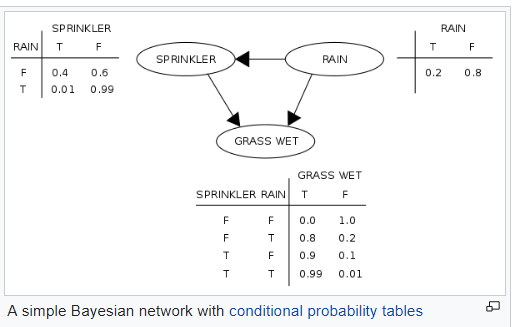 SPRINKLER
RAIN T F
F 0.4 0.6
T 0.01 0.99
SPRINKLER
RAIN
RAIN
T F
0.2 0.8
GRASS WET
GRASS WET
SPRINKLER RAIN T F
F F 0.0 1.0
F T 0.8 0.2
T F 0.9 0.1
T T 0.99 0.01
A simple Bayesian network with conditional probability tables